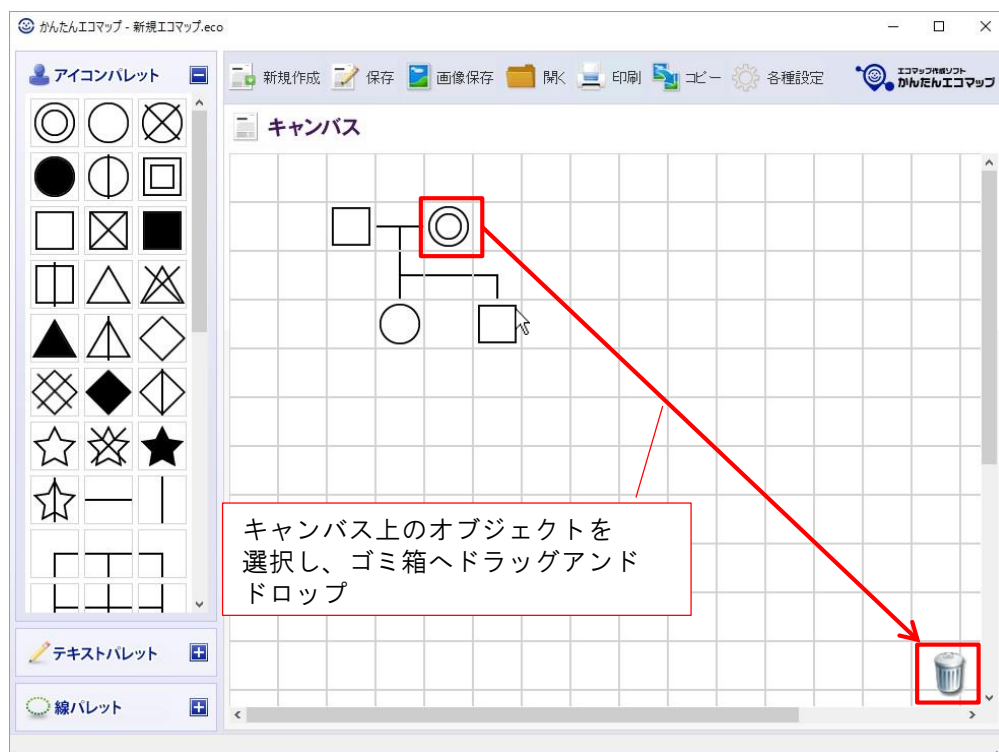 かんたんエコマップ - 新規エコマップ.eco
アイコンパレット
新規作成 保存 画像保存 開く 印刷 コピー 各種設定
エコマップ作成ソフト
かんたんエコマップ
キャンバス
キャンバス上のオブジェクトを
選択し、ゴミ箱へドラッグアンド
ドロップ
テキストパレット
線パレット